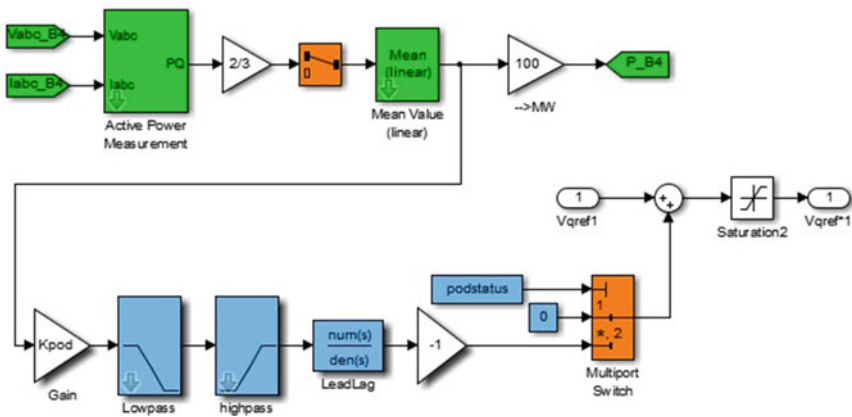 Vabc_B4
Iabc_B4
Vabc
Iabc
PQ
Active Power
Measurement
2/3
0
Mean
(linear)
Mean Value
(linear)
100
-->MW
P_B4
1
Vqref1
+
+
Saturation2
1
Vqref*1
Kpod
Gain
Lowpass
highpass
num(s)
den(s)
LeadLag
-1
podstatus
0
1
*, 2
Multiport
Switch